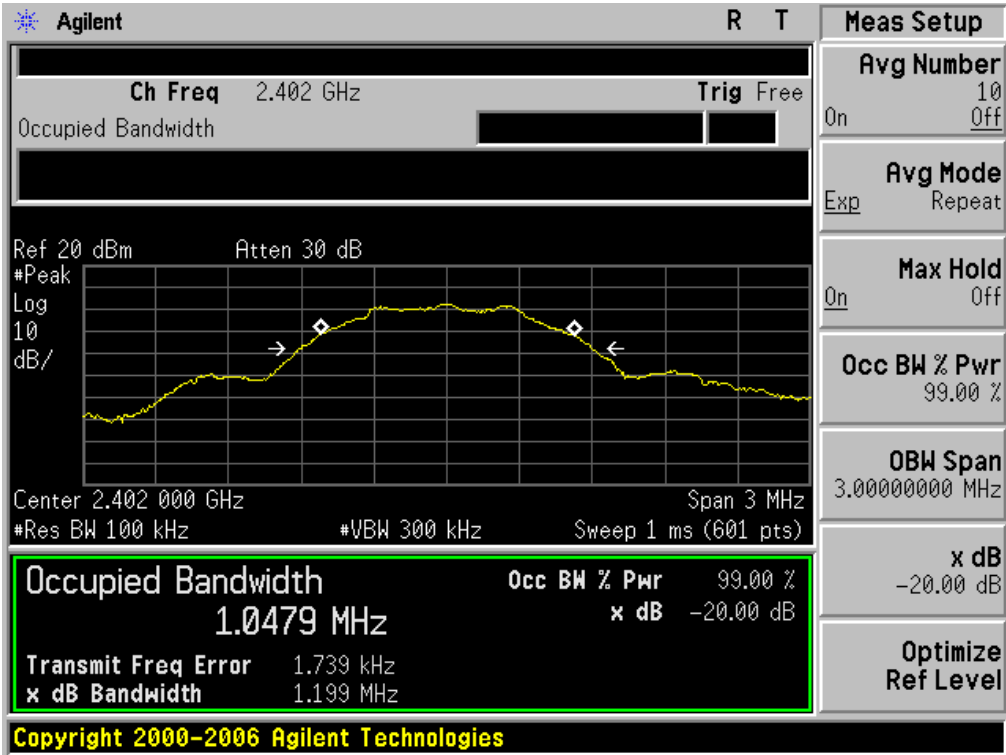 Agilent R T
Ch Freq 2.402 GHz Trig Free
Occupied Bandwidth
Ref 20 dBm Atten 30 dB
#Peak
Log
10
dB/
Center 2.402 000 GHz Span 3 MHz
#Res BW 100 kHz #VBW 300 kHz Sweep 1 ms (601 pts)
Occupied Bandwidth
1.0479 MHz
Occ BW % Pwr 99.00 %
x dB -20.00 dB
Transmit Freq Error 1.739 kHz
x dB Bandwidth 1.199 MHz
Copyright 2000-2006 Agilent Technologies
Meas Setup
Avg Number
10
On Off
Avg Mode
Exp Repeat
Max Hold
On Off
Occ BW % Pwr
99.00 %
OBW Span
3.00000000 MHz
x dB
-20.00 dB
Optimize
Ref Level